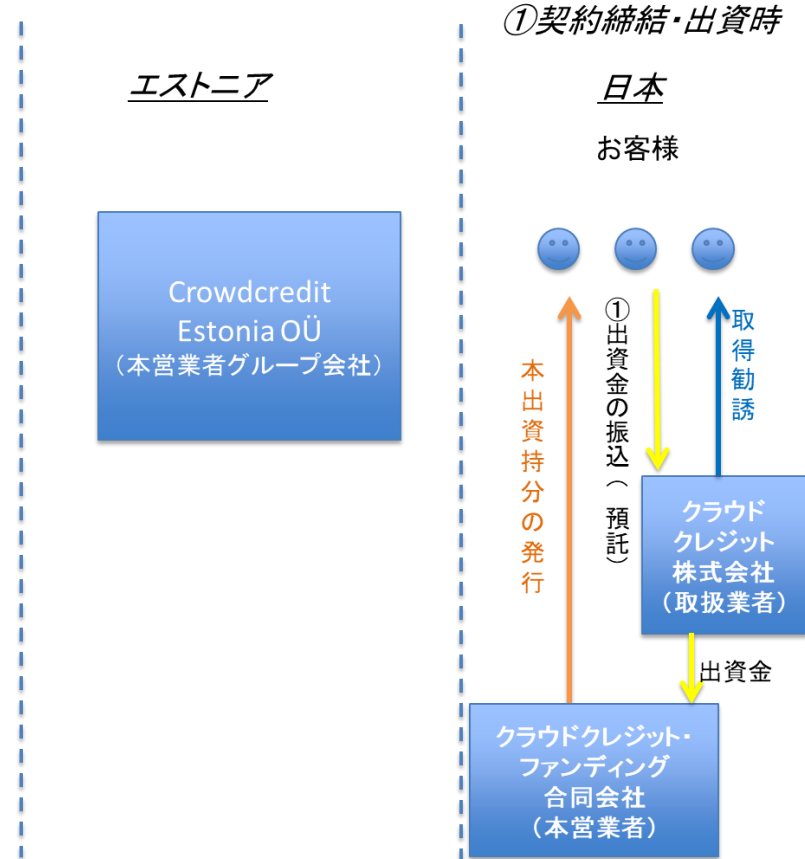 ①契約締結・出資時
エストニア
日本
お客様
Crowdcredit
Estonia OÜ
（本営業者グループ会社）
本出資持分の発行
①出資金の振込（預託）
取得勧誘
クラウド
クレジット
株式会社
（取扱業者）
出資金
クラウドクレジット・
ファンディング
合同会社
（本営業者）